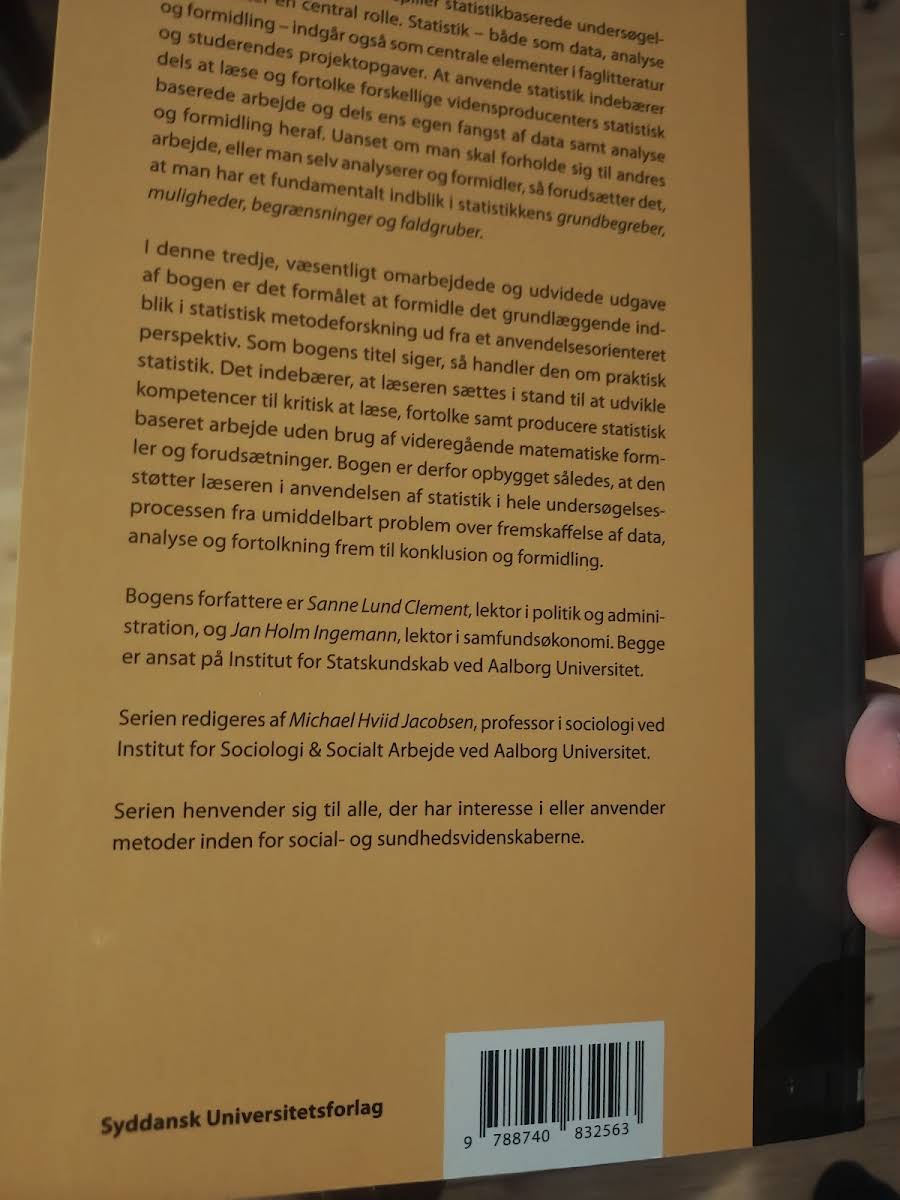 en central rolle. Statistik – både som data, analyse
statistikbaserede undersøgel-
og formidling – indgår også som centrale elementer i faglitteratur
og studerendes projektopgaver. At anvende statistik indebærer
dels at læse og fortolke forskellige vidensproducenters statistisk
baserede arbejde og dels ens egen fangst af data samt analyse
og formidling heraf. Uanset om man skal forholde sig til andres
arbejde, eller man selv analyserer og formidler, så forudsætter det,
at man har et fundamentalt indblik i statistikkens grundbegreber,
muligheder, begrænsninger og faldgruber.
I denne tredje, væsentligt omarbejdede og udvidede udgave
af bogen er det formålet at formidle det grundlæggende ind-
blik i statistisk metodeforskning ud fra et anvendelsesorienteret
perspektiv. Som bogens titel siger, så handler den om praktisk
statistik. Det indebærer, at læseren sættes i stand til at udvikle
kompetencer til kritisk at læse, fortolke samt producere statistisk
baseret arbejde uden brug af videregående matematiske form-
ler og forudsætninger. Bogen er derfor opbygget således, at den
støtter læseren i anvendelsen af statistik i hele undersøgelses-
processen fra umiddelbart problem over fremskaffelse af data,
analyse og fortolkning frem til konklusion og formidling.
Bogens forfattere er Sanne Lund Clement, lektor i politik og admini-
stration, og Jan Holm Ingemann, lektor i samfundsøkonomi. Begge
er ansat på Institut for Statskundskab ved Aalborg Universitet.
Serien redigeres af Michael Hviid Jacobsen, professor i sociologi ved
Institut for Sociologi & Socialt Arbejde ved Aalborg Universitet.
Serien henvender sig til alle, der har interesse i eller anvender
metoder inden for social- og sundhedsvidenskaberne.
Syddansk Universitetsforlag
9 788740 832563